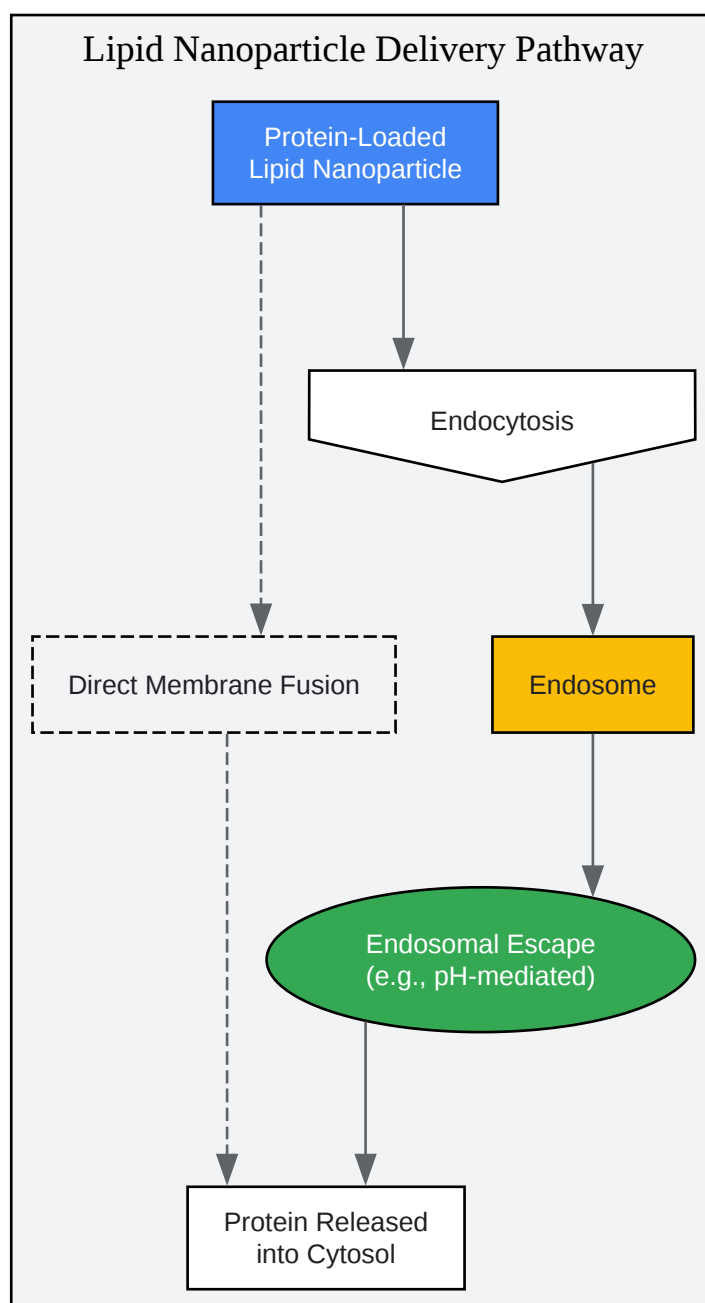 Lipid Nanoparticle Delivery Pathway
Protein-Loaded
Lipid Nanoparticle
Endocytosis
Direct Membrane Fusion
Endosome
Endosomal Escape
(e.g., pH-mediated)
Protein Released
into Cytosol